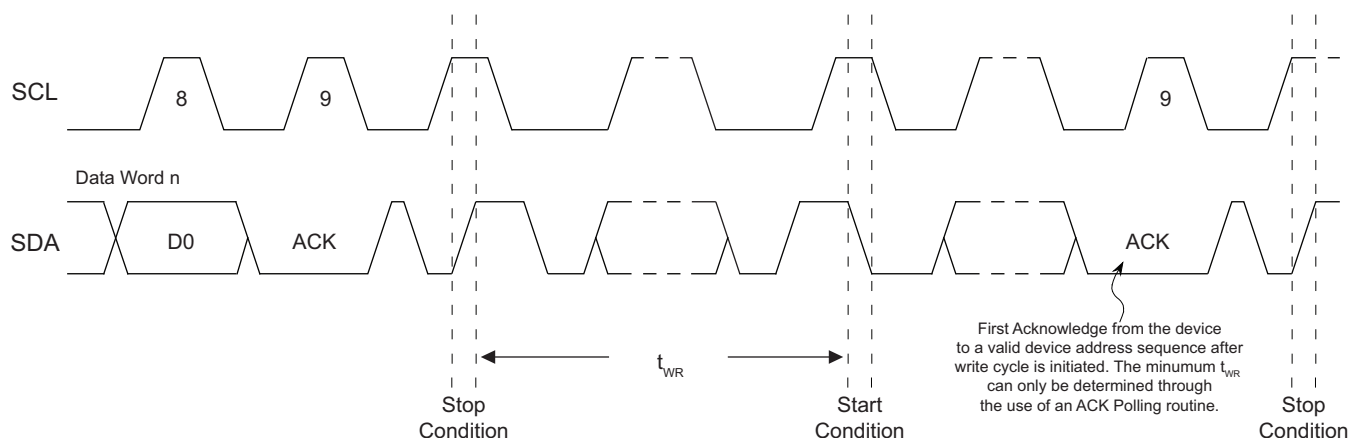 SCL
8
9
9
Data Word n
SDA
D0
ACK
ACK
First Acknowledge from the device
to a valid device address sequence after
write cycle is initiated. The minumum tWR
can only be determined through
the use of an ACK Polling routine.
tWR
Stop
Condition
Start
Condition
Stop
Condition